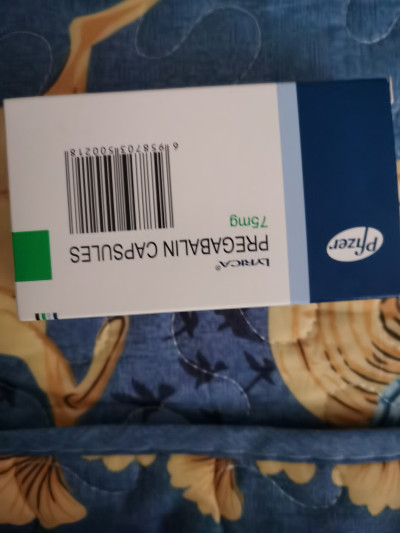 Pfizer
LYRICA®
PREGABALIN CAPSULES
75mg
6 958703 500218